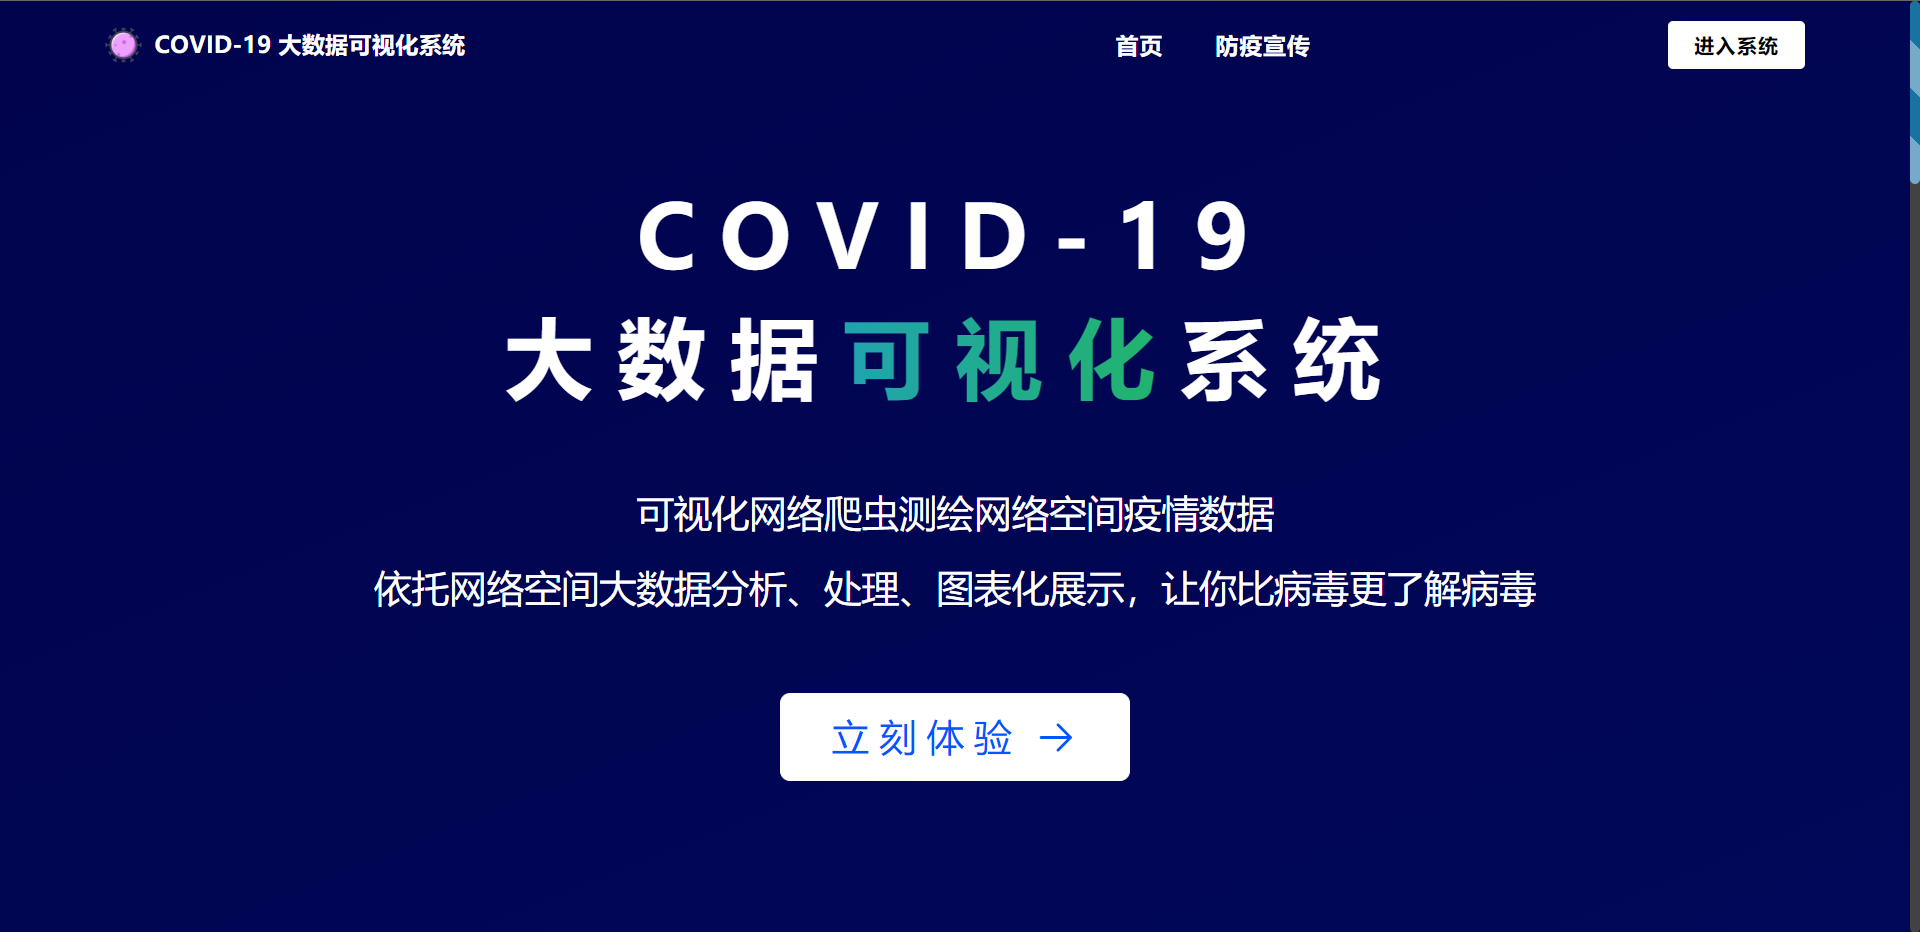 COVID-19 大数据可视化系统
首页
防疫宣传
进入系统
COVID-19
大数据可视化系统
可视化网络爬虫测绘网络空间疫情数据
依托网络空间大数据分析、处理、图表化展示，让你比病毒更了解病毒
立刻体验 →